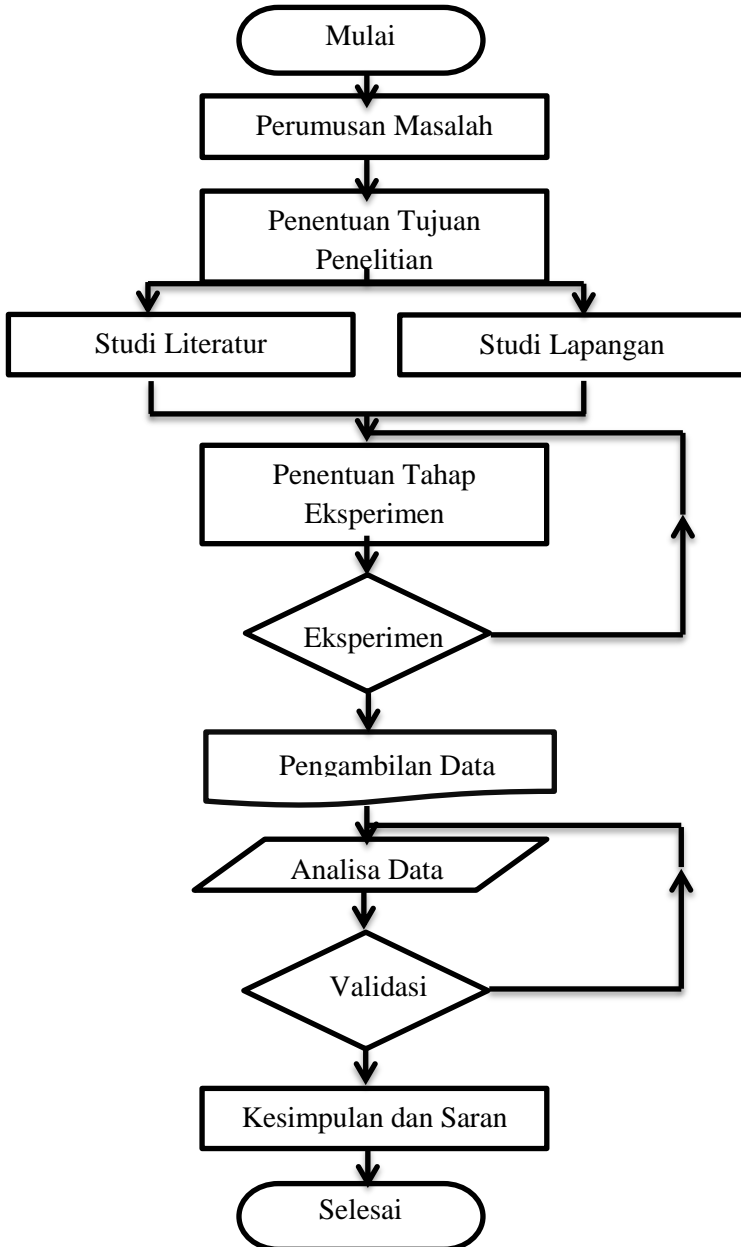 Mulai
Perumusan Masalah
Penentuan Tujuan
Penelitian
Studi Literatur
Studi Lapangan
Penentuan Tahap
Eksperimen
Eksperimen
Pengambilan Data
Analisa Data
Validasi
Kesimpulan dan Saran
Selesai